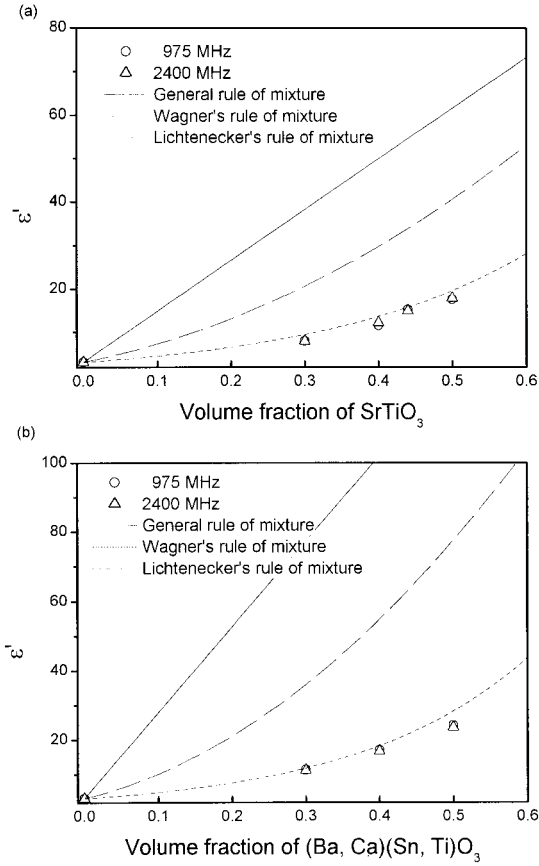 (a)
80
60
40
20
ε'
975 MHz
2400 MHz
General rule of mixture
Wagner's rule of mixture
Lichtenecker's rule of mixture
0.0 0.1 0.2 0.3 0.4 0.5 0.6
Volume fraction of SrTiO3
(b)
100
80
60
40
20
ε'
975 MHz
2400 MHz
General rule of mixture
Wagner's rule of mixture
Lichtenecker's rule of mixture
0.0 0.1 0.2 0.3 0.4 0.5 0.6
Volume fraction of (Ba, Ca)(Sn, Ti)O3